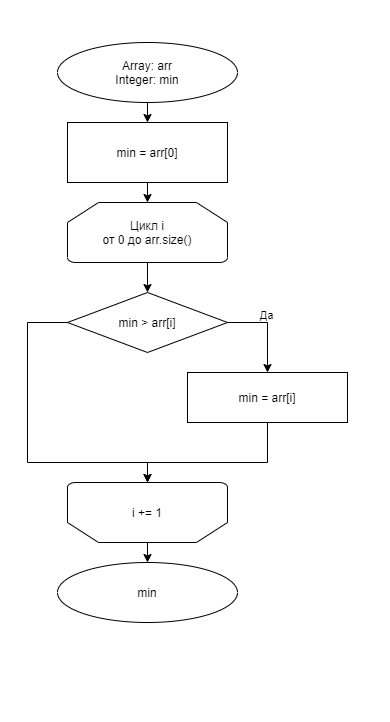 Array: arr
Integer: min
min = arr[0]
Цикл i
от 0 до arr.size()
min > arr[i]
Да
min = arr[i]
i += 1
min